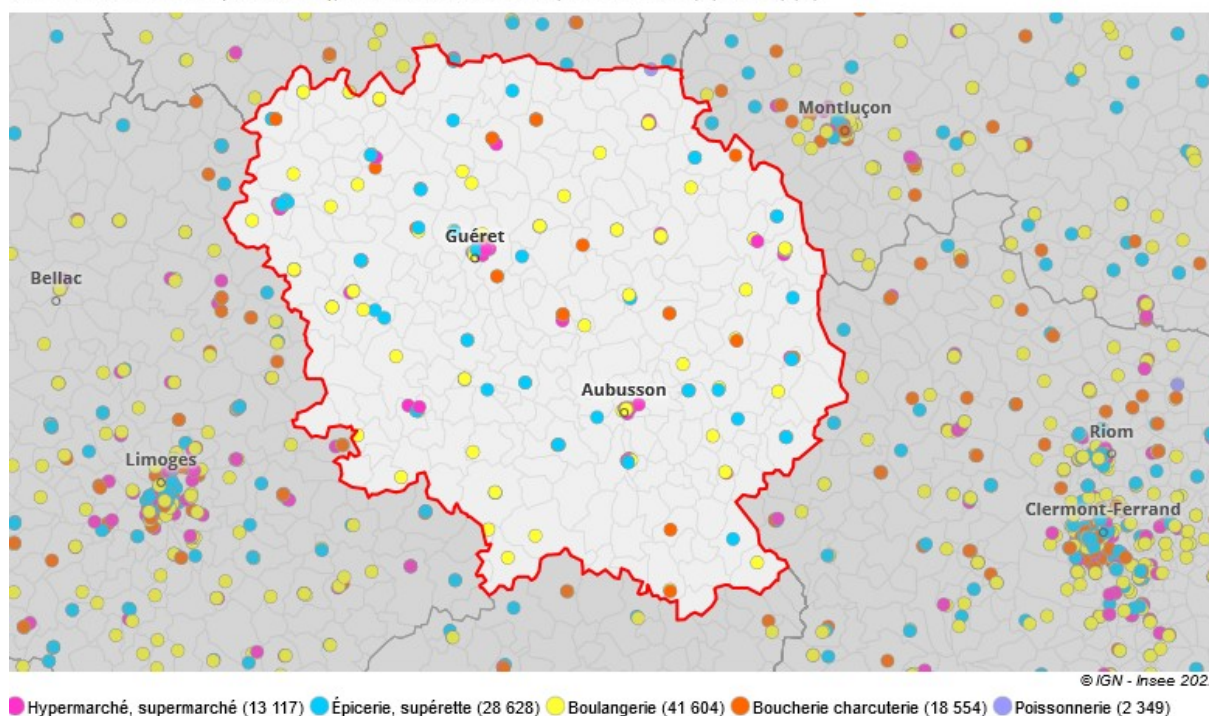 Montluçon
Guéret
Bellac
Aubusson
Riom
Limoges
Clermont-Ferrand
© IGN - Insee 202
Hypermarché, supermarché (13 117) Épicerie, supérette (28 628) Boulangerie (41 604) Boucherie charcuterie (18 554) Poissonnerie (2 349)